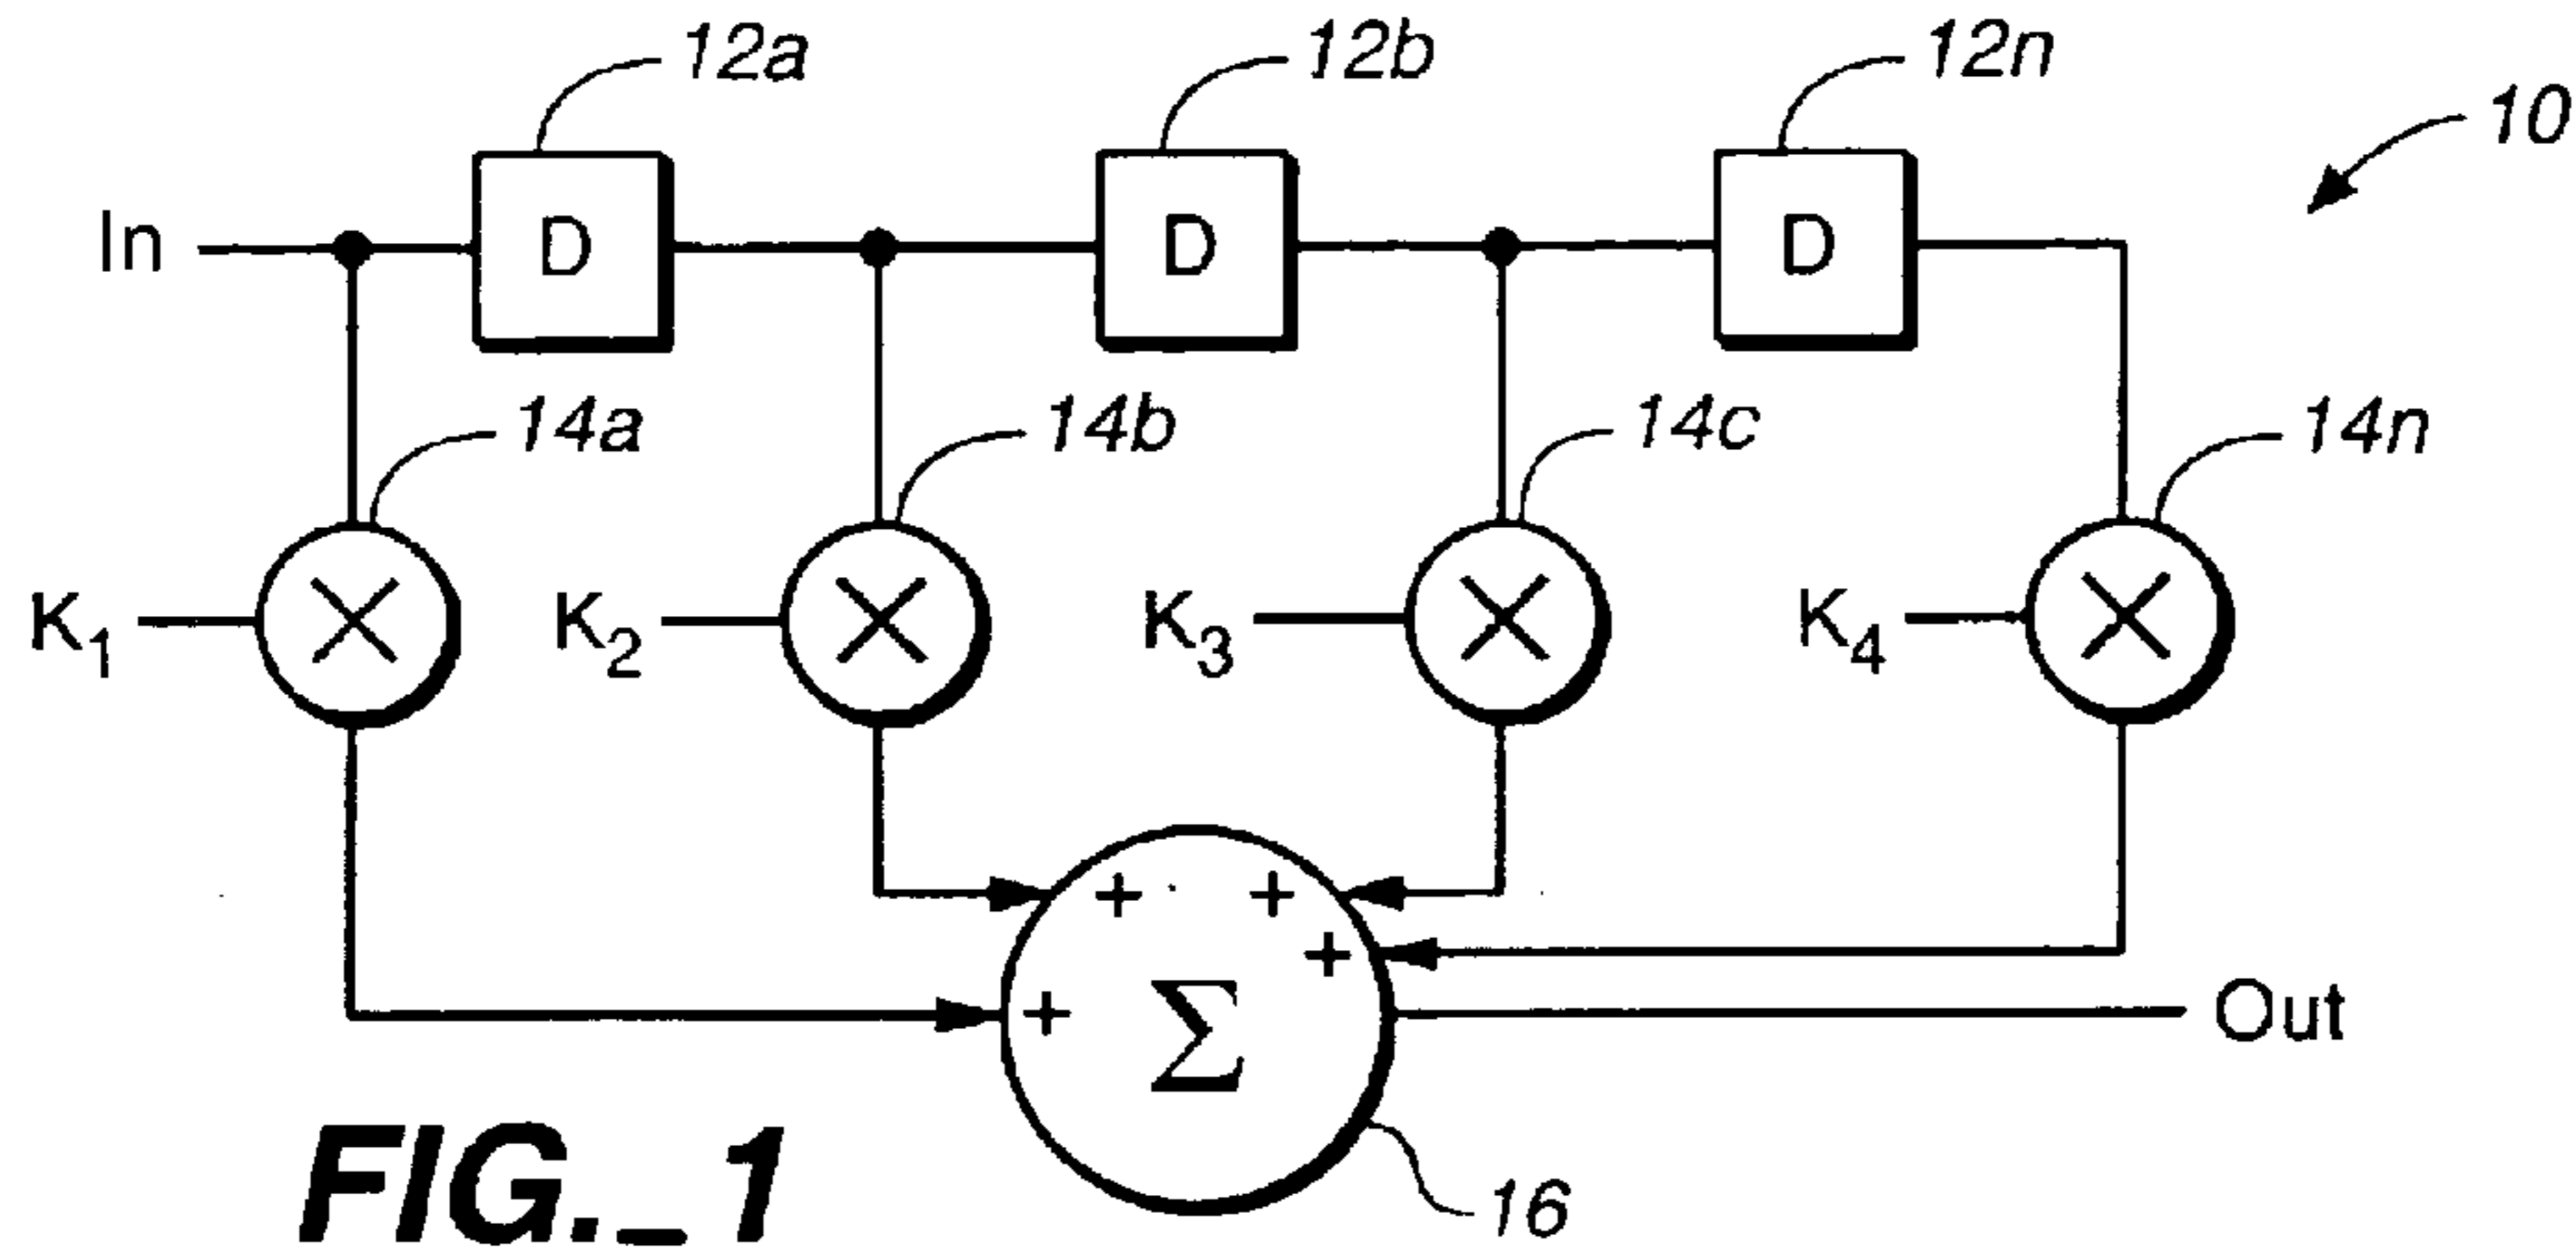 12a 12b 12n
10
In D D D
14a 14b 14c 14n
K1 K2 K3 K4
+ +
+
+ Σ Out
FIG._1
16